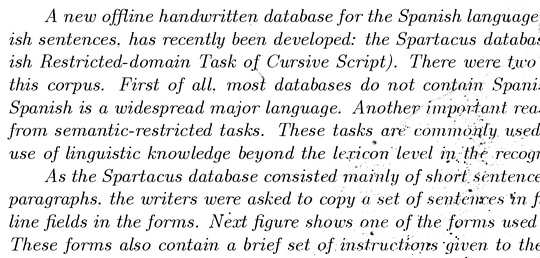 A new offline handwritten database for the Spanish language
ish sentences, has recently been developed: the Spartacus databas
ish Restricted-domain Task of Cursive Script). There were two
this corpus. First of all, most databases do not contain Spani
Spanish is a widespread major language. Another important rea
from semantic-restricted tasks. These tasks are commonly used
use of linguistic knowledge beyond the lexicon level in the recogn
As the Spartacus database consisted mainly of short sentence
paragraphs, the writers were asked to copy a set of sentences in f
line fields in the forms. Next figure shows one of the forms used
These forms also contain a brief set of instructions given to the